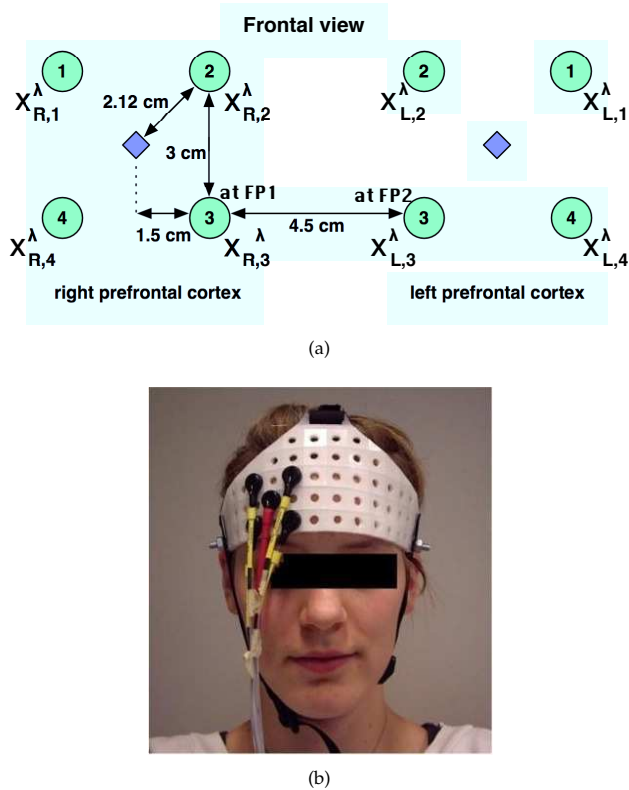 Frontal view
1 2 2 1
X^λ_R,1 2.12 cm X^λ_R,2 X^λ_L,2 X^λ_L,1
3 cm
at FP1 at FP2
4 3 3 4
X^λ_R,4 1.5 cm X^λ_R,3 4.5 cm X^λ_L,3 X^λ_L,4
right prefrontal cortex left prefrontal cortex
(a)
(b)